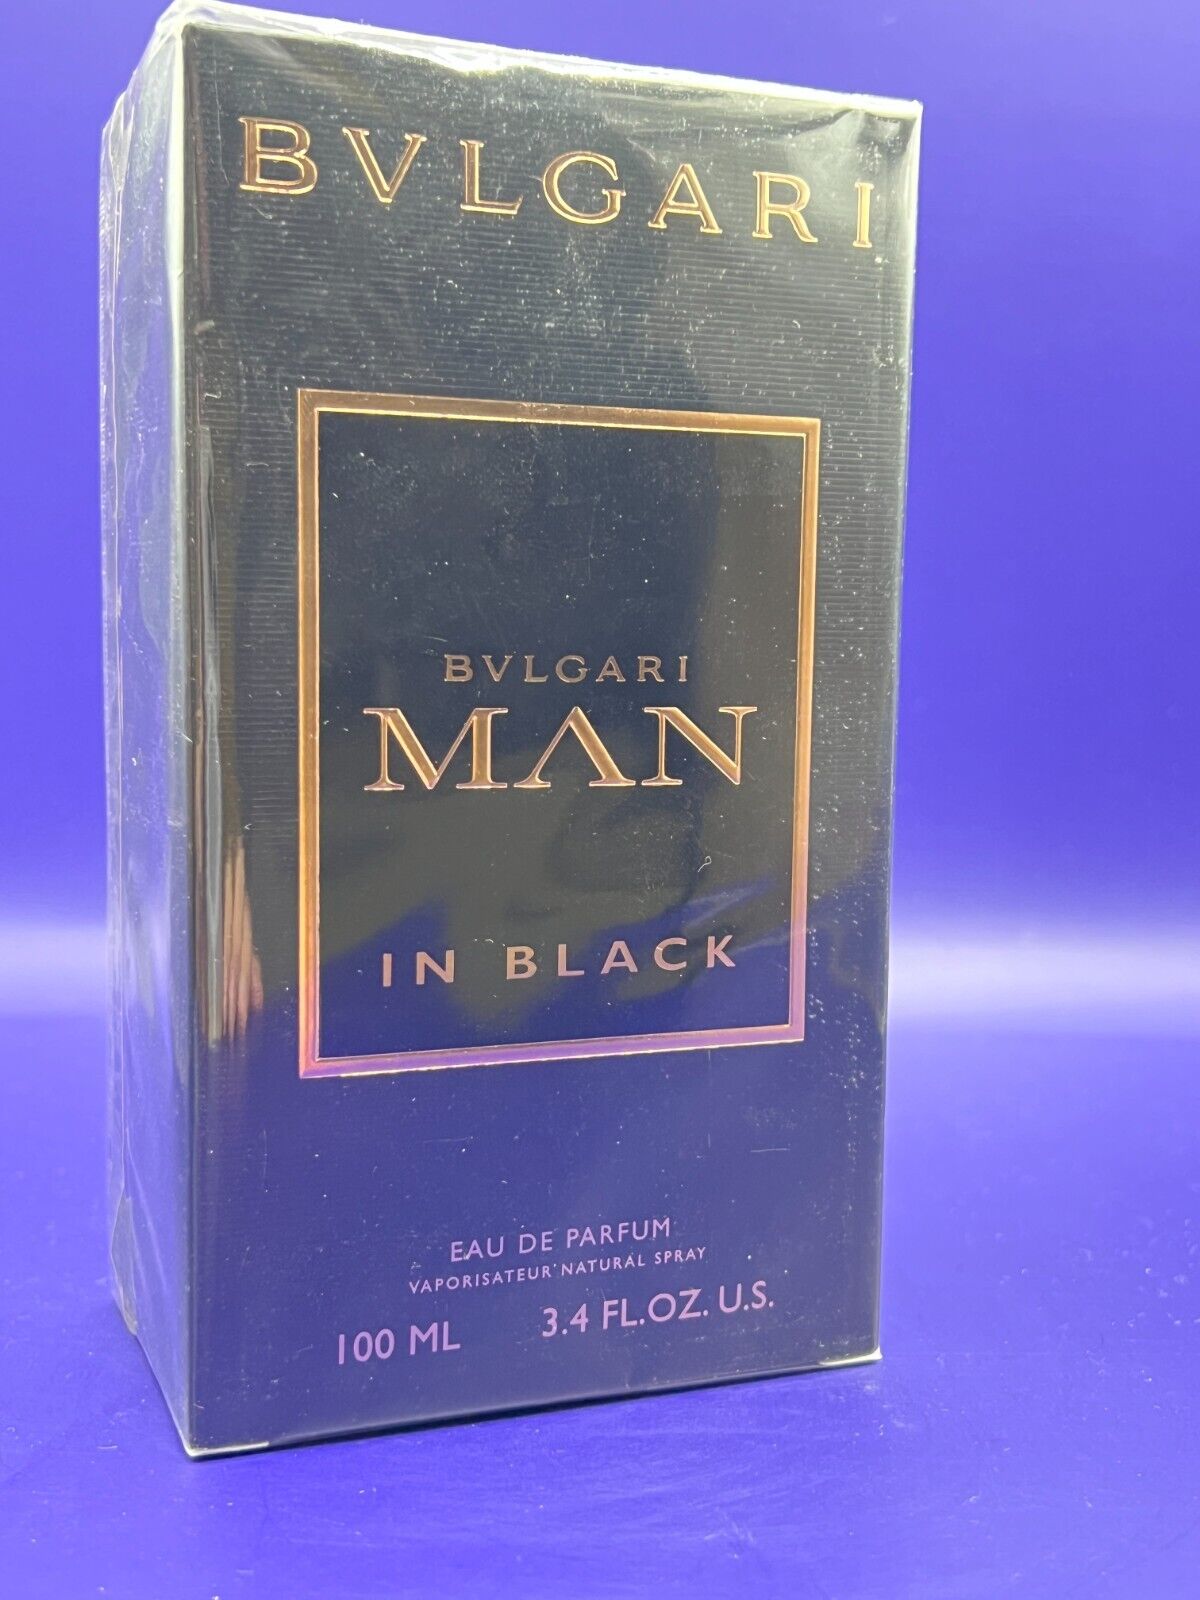 BVLGARI
BVLGARI
MAN
IN BLACK
EAU DE PARFUM
VAPORISATEUR NATURAL SPRAY
100 ML 3.4 FL.OZ. U.S.